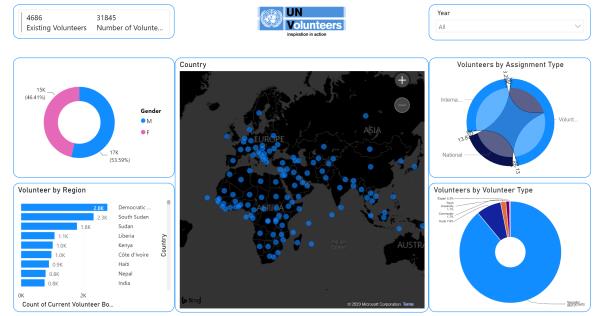 4686
31845
Existing Volunteers
Number of Volunte...
UN
Volunteers
inspiration in action
Year
All
15K
(46.41%)
Gender
M
F
17K
(53.59%)
Country
EUROPE
ASIA
AFRICA
AUSTR
Bing
© 2023 Microsoft Corporation Terms
Volunteers by Assignment Type
Interna...
Volunt...
National
Volunteer by Region
2.8K Democratic ...
2.3K South Sudan
1.8K Sudan
1.1K Liberia
1.0K Kenya
1.0K Côte d'Ivoire
0.9K Haiti
0.8K Nepal
0.8K India
0K
2K
Count of Current Volunteer Bo...
Country
Volunteers by Volunteer Type